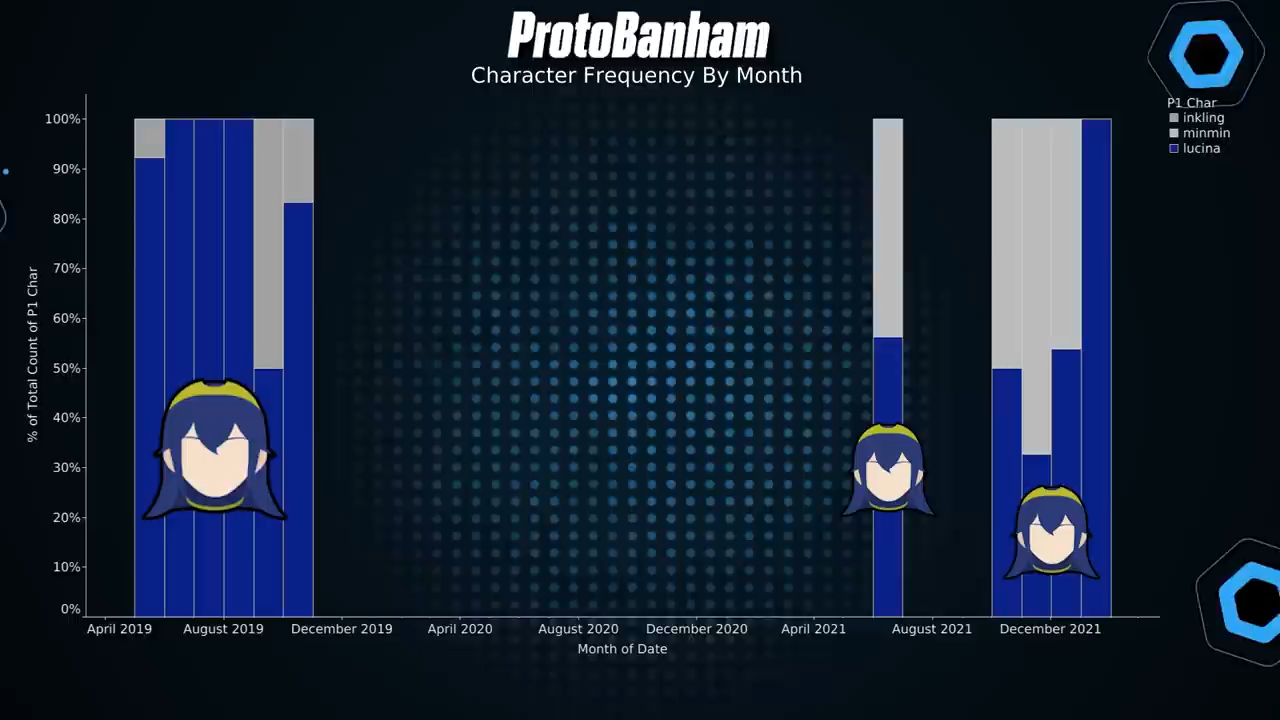 ProtoBanham
Character Frequency By Month
P1 Char
inkling
minmin
lucina
% of Total Count of P1 Char
100%
90%
80%
70%
60%
50%
40%
30%
20%
10%
0%
April 2019 August 2019 December 2019 April 2020 August 2020 December 2020 April 2021 August 2021 December 2021
Month of Date